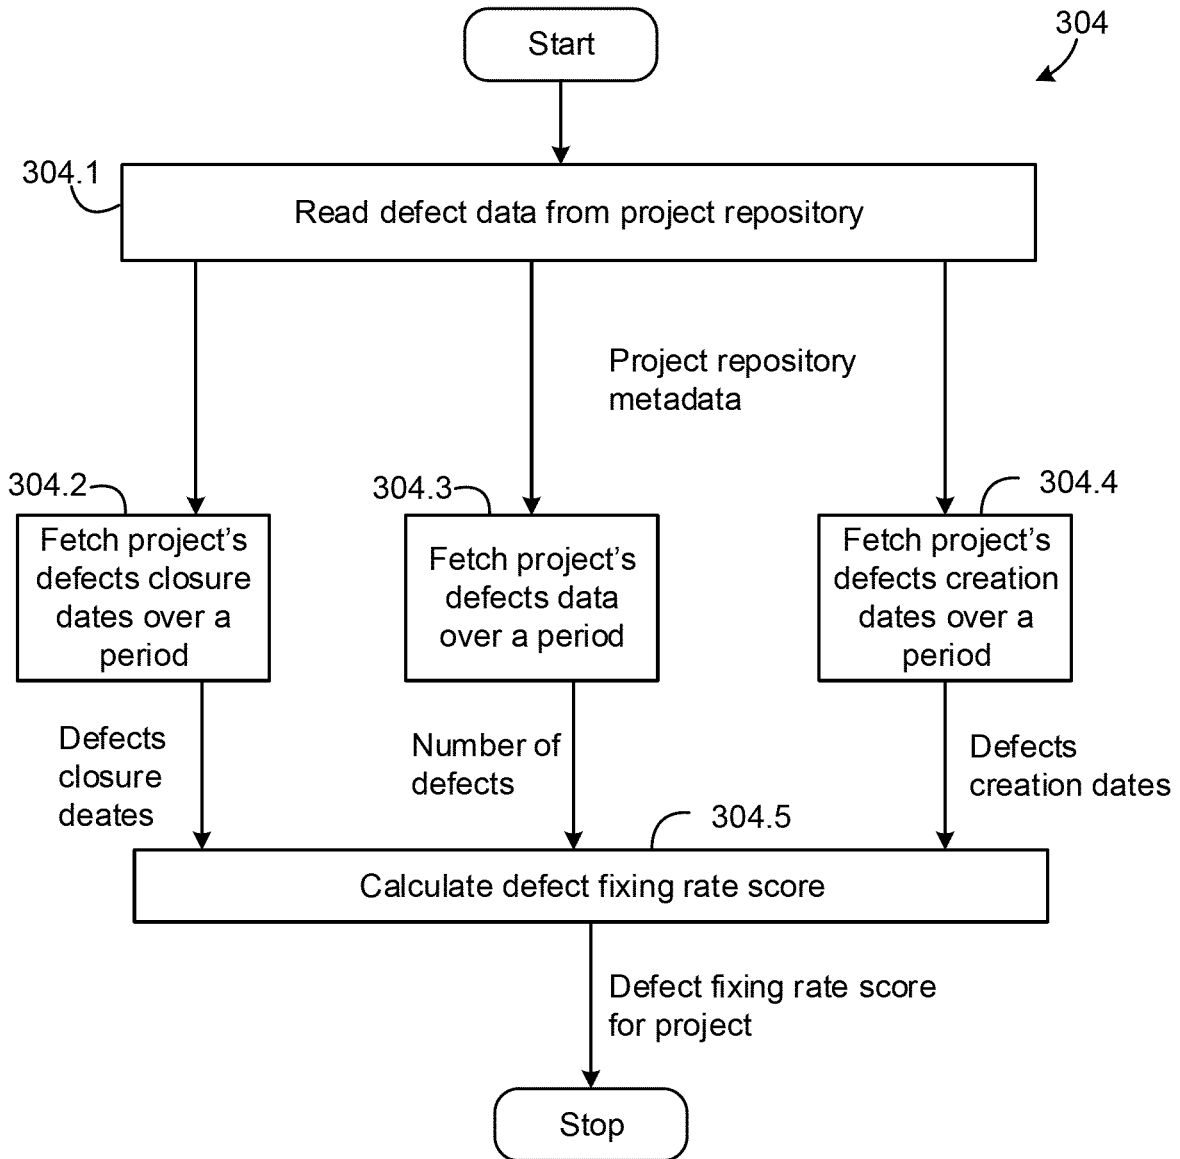 Start
304
304.1
Read defect data from project repository
Project repository
metadata
304.2
304.3
304.4
Fetch project's
defects closure
dates over a
period
Fetch project's
defects data
over a period
Fetch project's
defects creation
dates over a
period
Defects
closure
deates
Number of
defects
Defects
creation dates
304.5
Calculate defect fixing rate score
Defect fixing rate score
for project
Stop